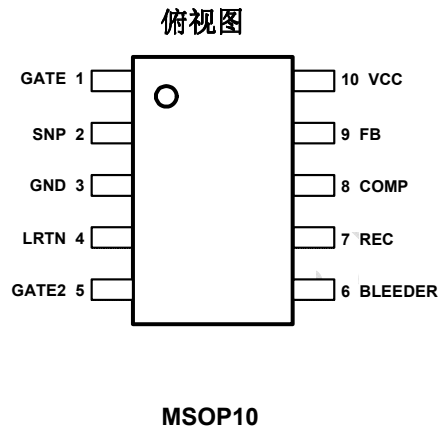 俯视图
GATE 1
10 VCC
SNP 2
9 FB
GND 3
8 COMP
LRTN 4
7 REC
GATE2 5
6 BLEEDER
MSOP10